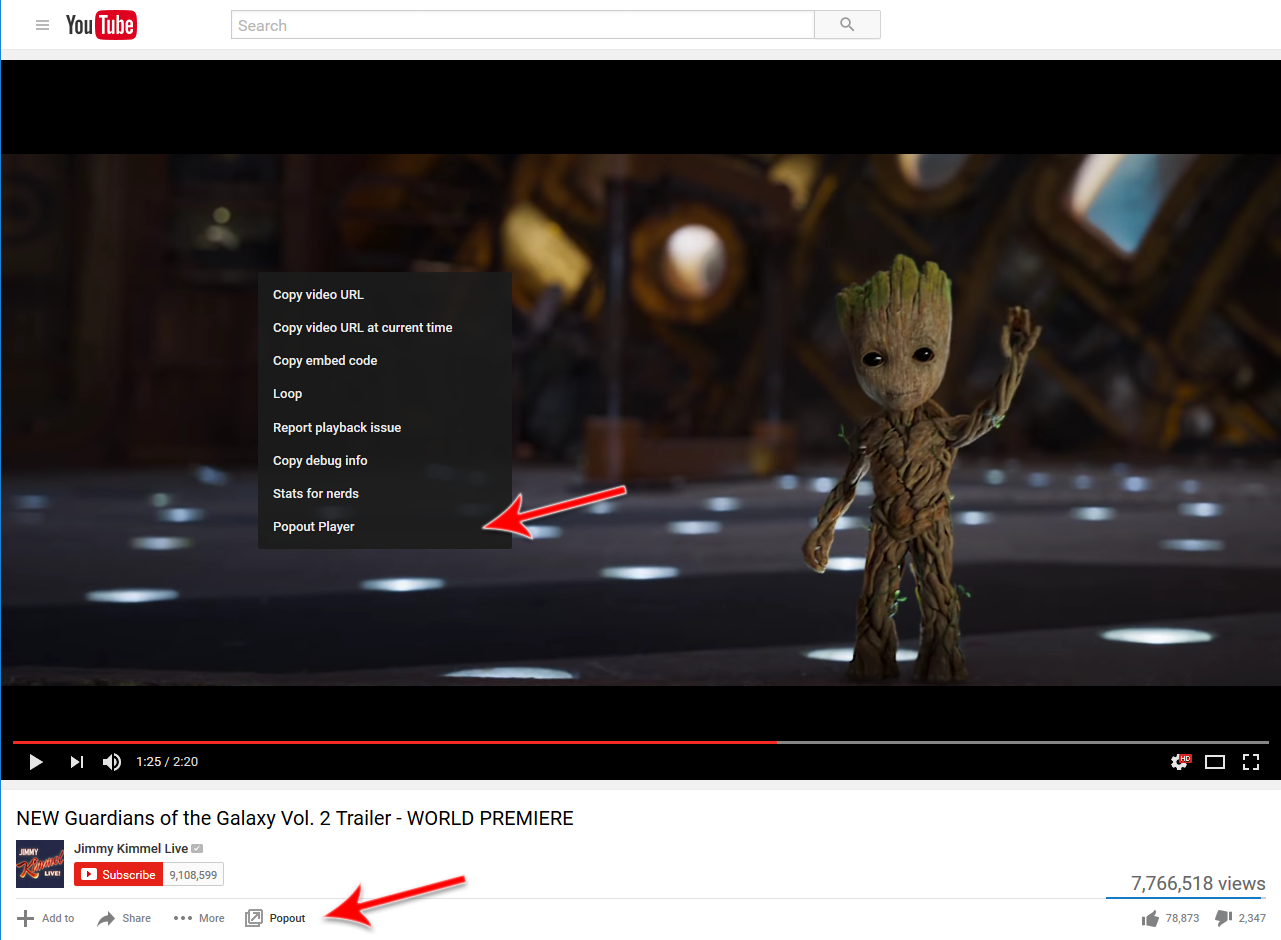 YouTube
Search
Copy video URL
Copy video URL at current time
Copy embed code
Loop
Report playback issue
Copy debug info
Stats for nerds
Popout Player
1:25 / 2:20
HD
NEW Guardians of the Galaxy Vol. 2 Trailer - WORLD PREMIERE
JIMMY
Kimmel
LIVE!
Jimmy Kimmel Live
Subscribe 9,108,599
7,766,518 views
Add to Share More Popout 78,873 2,347